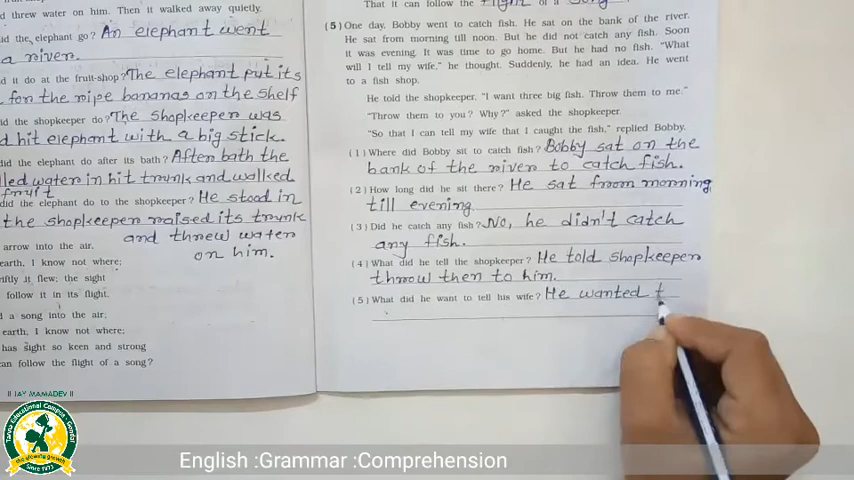 d threw water on him. Then it walked away quietly.
did the elephant go? An elephant went
a river.
d it do at the fruit-shop? The elephant put its
for the ripe bananas on the shelf
did the shopkeeper do? The shopkeeper was
d hit elephant with a big stick.
did the elephant do after its bath? After bath the
lled water in hit trunk and walked
fruit
did the elephant do to the shopkeeper? He stood in
the shopkeeper raised its trunk
and threw water
on him.
arrow into the air,
earth, I know not where;
iftly it flew; the sight
follow it in its flight.
d a song into the air;
earth, I know not where;
has sight so keen and strong
can follow the flight of a song?
That it can follow the flight of a song
(5) One day, Bobby went to catch fish. He sat on the bank of the river.
He sat from morning till noon. But he did not catch any fish. Soon
it was evening. It was time to go home. But he had no fish. "What
will I tell my wife," he thought. Suddenly, he had an idea. He went
to a fish shop.
He told the shopkeeper. "I want three big fish. Throw them to me."
"Throw them to you? Why?" asked the shopkeeper.
"So that I can tell my wife that I caught the fish," replied Bobby.
(1) Where did Bobby sit to catch fish? Bobby sat on the
bank of the river to catch fish.
(2) How long did he sit there? He sat from morning
till evening
(3) Did he catch any fish? No, he didn't catch
any fish.
(4) What did he tell the shopkeeper? He told shopkeeper
throw then to him.
(5) What did he want to tell his wife? He wanted t
|| JAY MAMADEV ||
Tanvu Educational Campus - Gondal
the glowing growth
Since 1973
English :Grammar :Comprehension